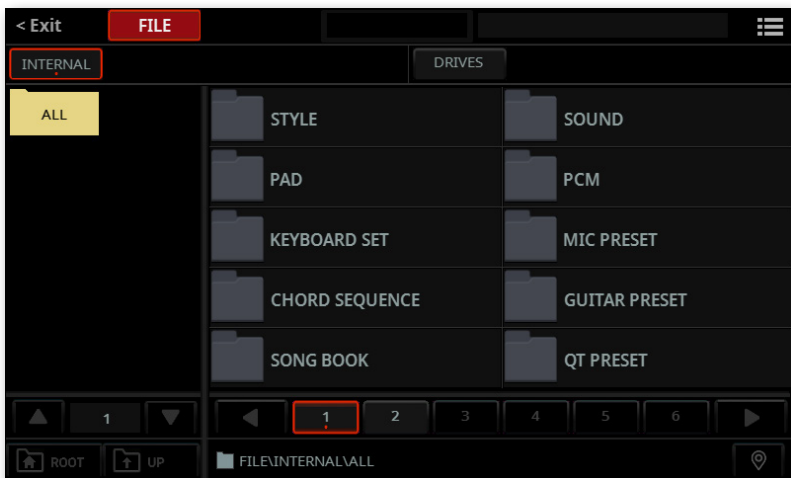 < Exit FILE
INTERNAL DRIVES
ALL
STYLE SOUND
PAD PCM
KEYBOARD SET MIC PRESET
CHORD SEQUENCE GUITAR PRESET
SONG BOOK QT PRESET
1 1 2 3 4 5 6
ROOT UP FILE\INTERNAL\ALL